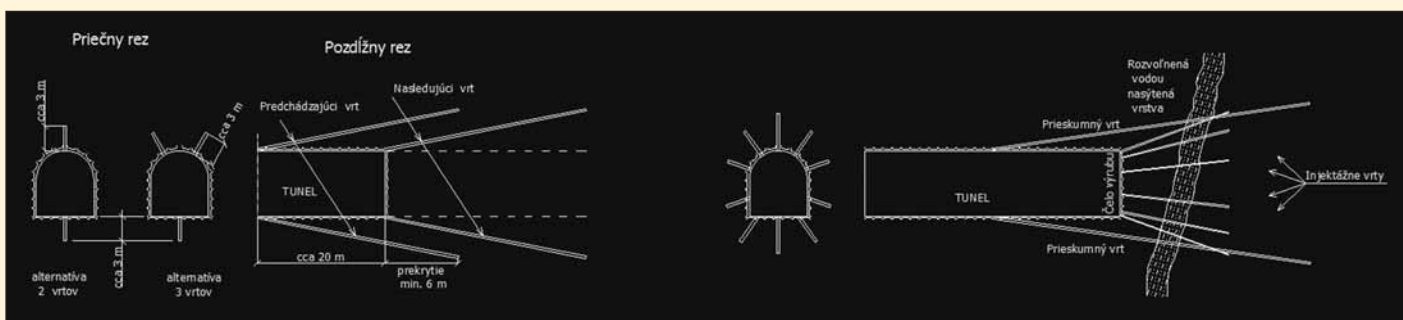 Priečny rez
Pozdĺžny rez
cca 3 m
cca 3 m
Predchádzajúci vrt
Nasledujúci vrt
TUNEL
cca 3 m
alternatíva
2 vrtov
alternatíva
3 vrtov
cca 20 m
prekrytie
min. 6 m
Rozvoľnená
vodou
nasýtená
vrstva
Prieskumný vrt
TUNEL
Čelo výrubu
Injektážne vrty
Prieskumný vrt